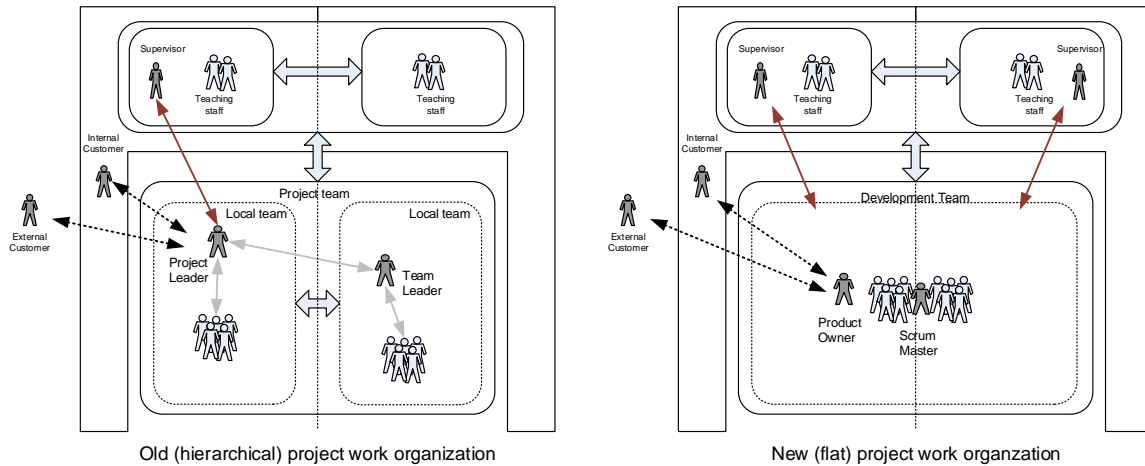 Supervisor
Teaching
staff
Teaching
staff
Internal
Customer
External
Customer
Project team
Local team
Local team
Project
Leader
Team
Leader
Old (hierarchical) project work organization
Supervisor
Supervisor
Teaching
staff
Teaching
staff
Internal
Customer
External
Customer
Development Team
Product
Owner
Scrum
Master
New (flat) project work orgranzation